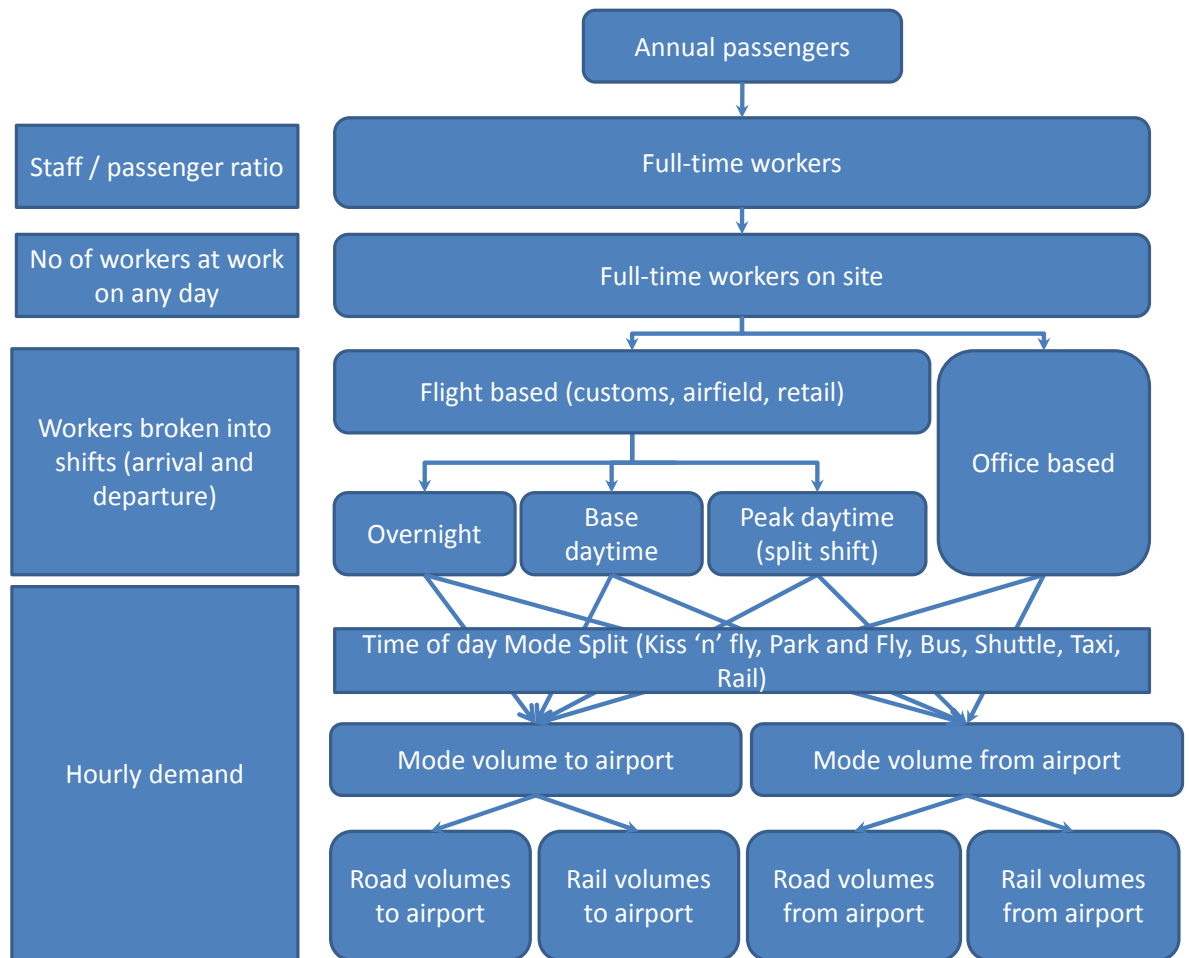 Annual passengers
Staff / passenger ratio
Full-time workers
No of workers at work
on any day
Full-time workers on site
Workers broken into
shifts (arrival and
departure)
Flight based (customs, airfield, retail)
Office based
Overnight
Base
daytime
Peak daytime
(split shift)
Hourly demand
Time of day Mode Split (Kiss ‘n’ fly, Park and Fly, Bus, Shuttle, Taxi,
Rail)
Mode volume to airport
Mode volume from airport
Road volumes
to airport
Rail volumes
to airport
Road volumes
from airport
Rail volumes
from airport